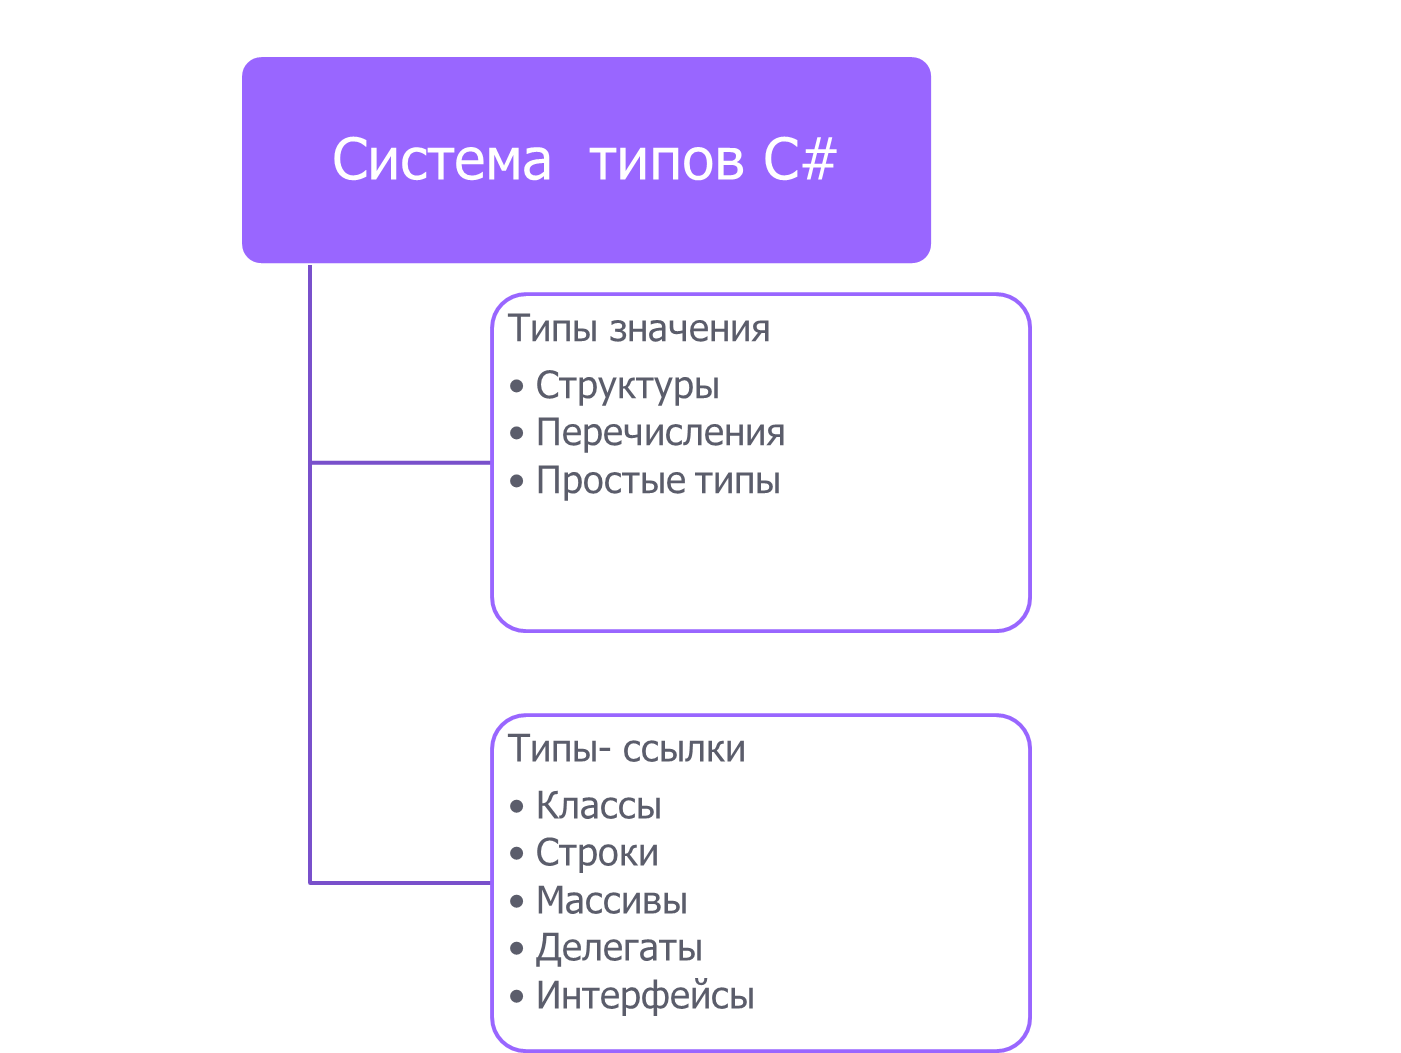 Система типов C#
Типы значения
• Структуры
• Перечисления
• Простые типы
Типы- ссылки
• Классы
• Строки
• Массивы
• Делегаты
• Интерфейсы